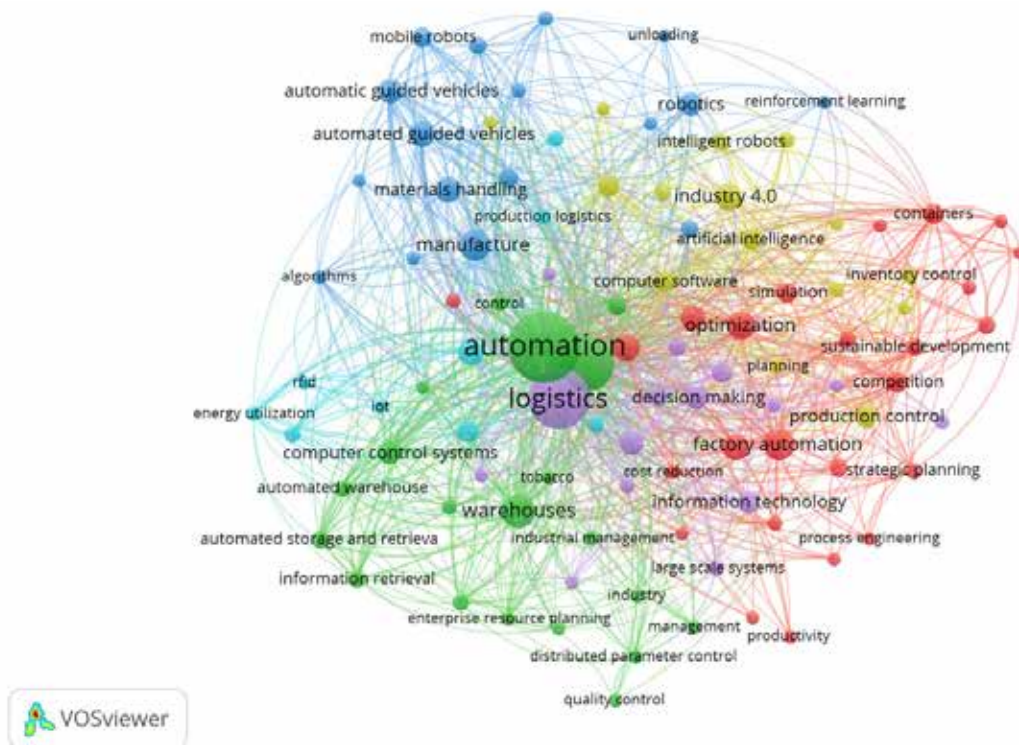 mobile robots
unloading
automatic guided vehicles
robotics
reinforcement learning
automated guided vehicles
intelligent robots
materials handling
industry 4.0
production logistics
containers
manufacture
artificial intelligence
algorithms
computer software
inventory control
simulation
control
optimization
automation
sustainable development
planning
rfid
competition
logistics
decision making
energy utilization
iot
production control
computer control systems
factory automation
tobacco
cost reduction
strategic planning
automated warehouse
warehouses
information technology
automated storage and retrieva
industrial management
process engineering
information retrieval
large scale systems
industry
enterprise resource planning
management
productivity
distributed parameter control
quality control
VOSviewer